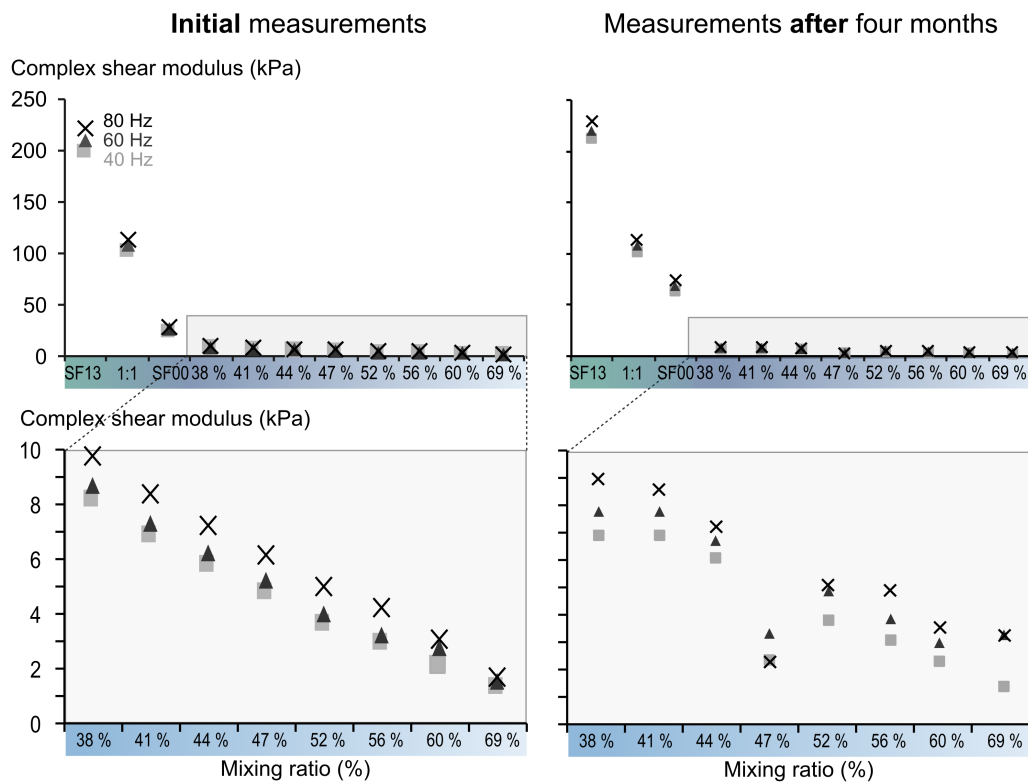 Initial measurements
Measurements after four months
Complex shear modulus (kPa)
250
200
150
100
50
0
80 Hz
60 Hz
40 Hz
SF13 1:1 SF00 38 % 41 % 44 % 47 % 52 % 56 % 60 % 69 %
SF13 1:1 SF00 38 % 41 % 44 % 47 % 52 % 56 % 60 % 69 %
Complex shear modulus (kPa)
10
8
6
4
2
0
38 % 41 % 44 % 47 % 52 % 56 % 60 % 69 %
Mixing ratio (%)
38 % 41 % 44 % 47 % 52 % 56 % 60 % 69 %
Mixing ratio (%)